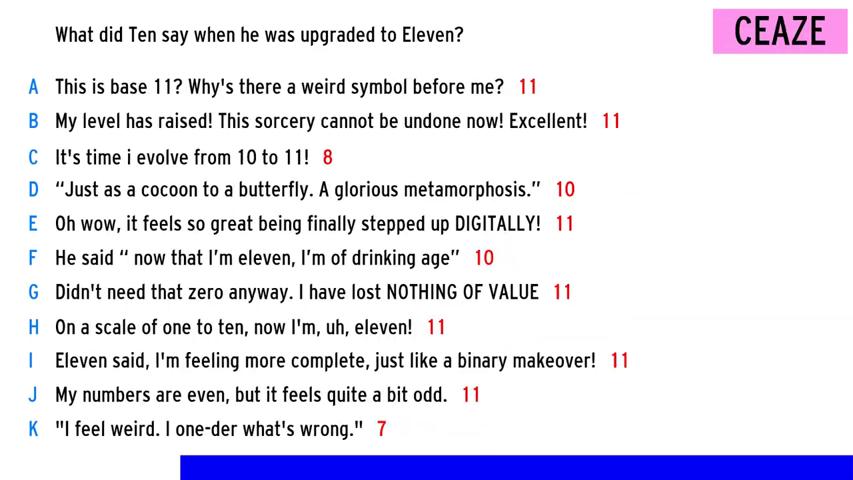 What did Ten say when he was upgraded to Eleven?
CEAZE
A This is base 11? Why's there a weird symbol before me? 11
B My level has raised! This sorcery cannot be undone now! Excellent! 11
C It's time i evolve from 10 to 11! 8
D “Just as a cocoon to a butterfly. A glorious metamorphosis.” 10
E Oh wow, it feels so great being finally stepped up DIGITALLY! 11
F He said “ now that I’m eleven, I’m of drinking age” 10
G Didn't need that zero anyway. I have lost NOTHING OF VALUE 11
H On a scale of one to ten, now I'm, uh, eleven! 11
I Eleven said, I'm feeling more complete, just like a binary makeover! 11
J My numbers are even, but it feels quite a bit odd. 11
K "I feel weird. I one-der what's wrong." 7